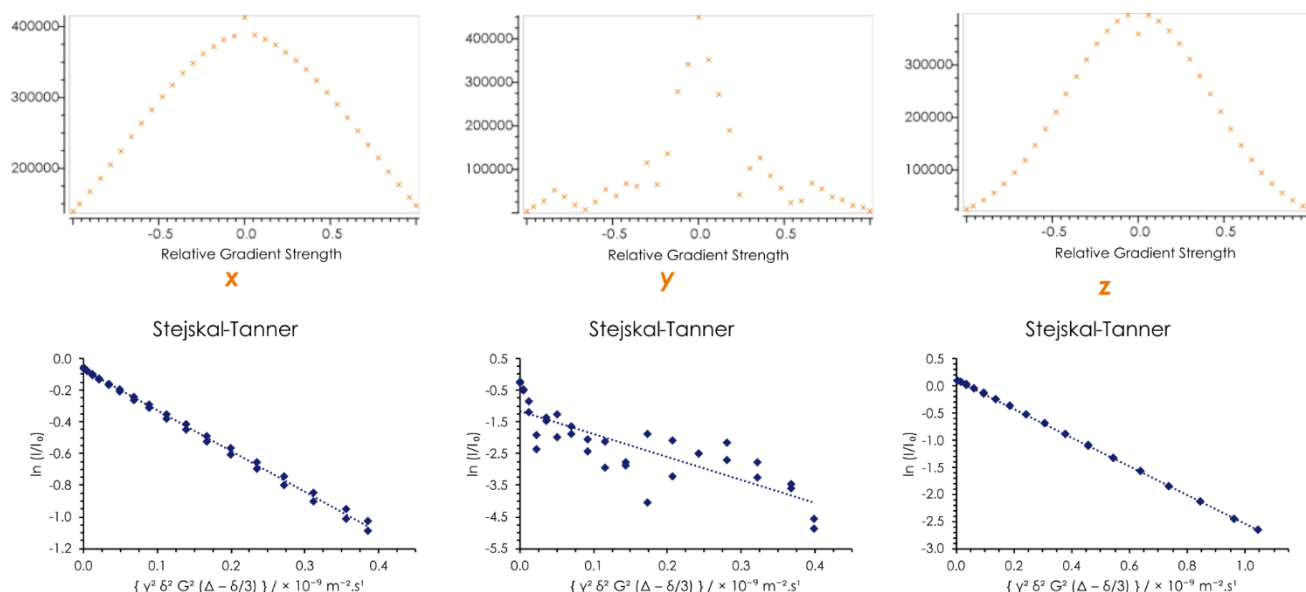 400000
300000
200000
-0.5
0.0
0.5
Relative Gradient Strength
x
400000
300000
200000
100000
-0.5
0.0
0.5
Relative Gradient Strength
y
300000
200000
100000
-0.5
0.0
0.5
Relative Gradient Strength
z
Stejskal-Tanner
ln (I/I₀)
0.0
-0.2
-0.4
-0.6
-0.8
-1.0
-1.2
0.0 0.1 0.2 0.3 0.4
{ γ² δ² G² (Δ – δ/3) } / × 10⁻⁹ m⁻².s¹
Stejskal-Tanner
ln (I/I₀)
0.5
-0.5
-1.5
-2.5
-3.5
-4.5
-5.5
0.0 0.1 0.2 0.3 0.4
{ γ² δ² G² (Δ – δ/3) } / × 10⁻⁹ m⁻².s¹
Stejskal-Tanner
ln (I/I₀)
0.5
0.0
-0.5
-1.0
-1.5
-2.0
-2.5
-3.0
0.0 0.2 0.4 0.6 0.8 1.0
{ γ² δ² G² (Δ – δ/3) } / × 10⁻⁹ m⁻².s¹